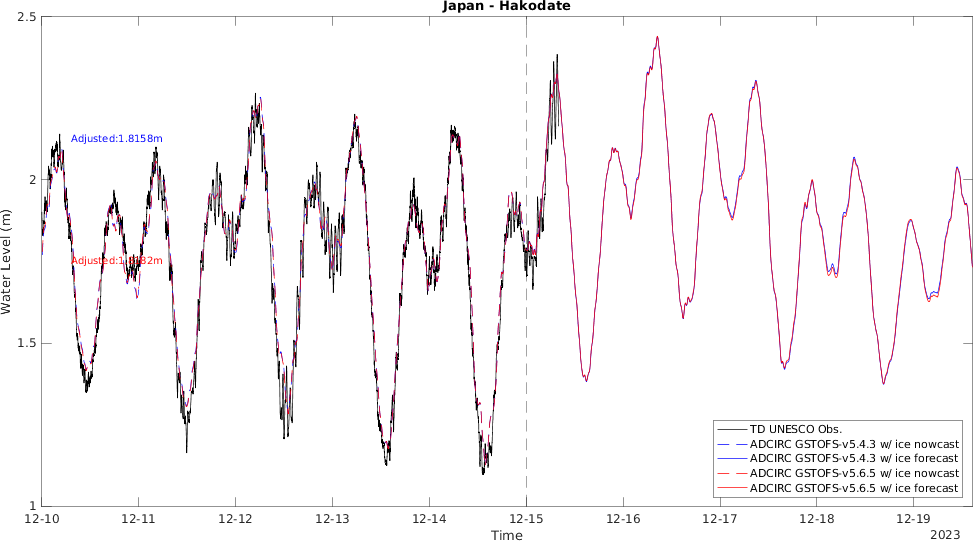 Japan - Hakodate
2.5
2
1.5
1
Water Level (m)
Adjusted:1.8158m
12-10
12-11
12-12
12-13
12-14
12-15
12-16
12-17
12-18
12-19
Time
2023
TD UNESCO Obs.
ADCIRC GSTOFS-v5.4.3 w/ ice nowcast
ADCIRC GSTOFS-v5.4.3 w/ ice forecast
ADCIRC GSTOFS-v5.6.5 w/ ice nowcast
ADCIRC GSTOFS-v5.6.5 w/ ice forecast